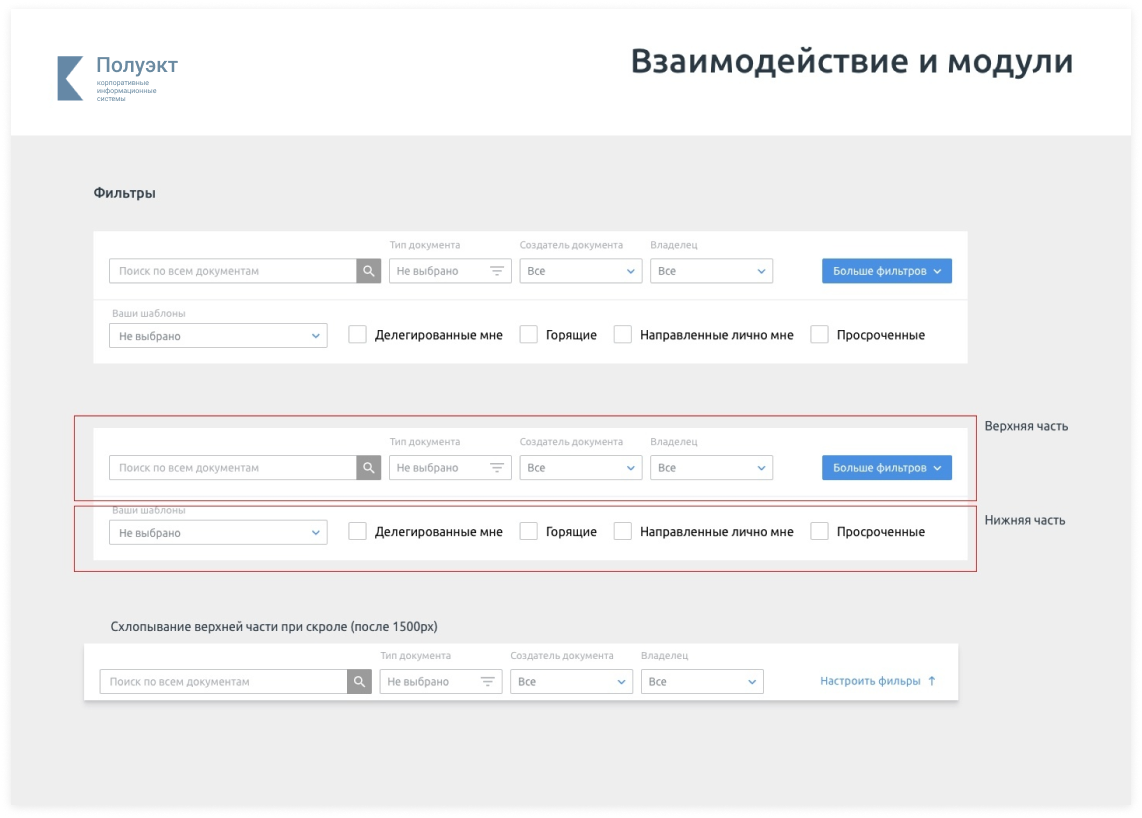 Полуэкт
корпоративные
информационные
системы
Взаимодействие и модули
Фильтры
Тип документа Создатель документа Владелец
Поиск по всем документам Не выбрано Все Все Больше фильтров
Ваши шаблоны
Не выбрано Делегированные мне Горящие Направленные лично мне Просроченные
Верхняя часть
Тип документа Создатель документа Владелец
Поиск по всем документам Не выбрано Все Все Больше фильтров
Ваши шаблоны
Нижняя часть
Не выбрано Делегированные мне Горящие Направленные лично мне Просроченные
Схлопывание верхней части при скроле (после 1500px)
Тип документа Создатель документа Владелец
Поиск по всем документам Не выбрано Все Все Настроить фильры ↑